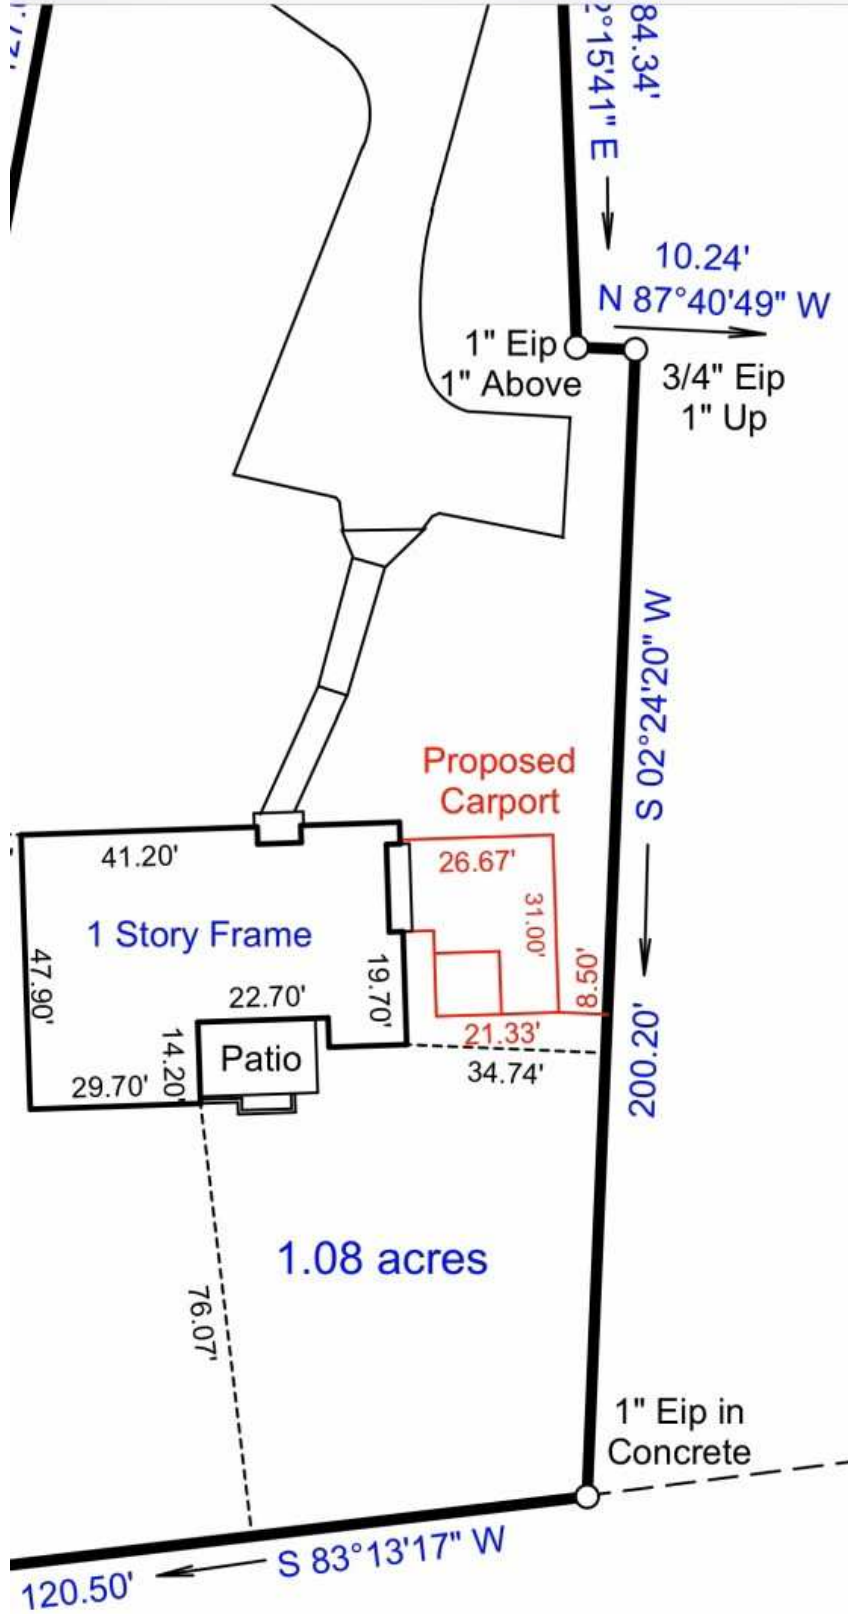 84.34'
2°15'41" E
10.24'
N 87°40'49" W
1" Eip
1" Above
3/4" Eip
1" Up
S 02°24'20" W
200.20'
Proposed
Carport
26.67'
31.00'
8.50'
21.33'
34.74'
41.20'
1 Story Frame
47.90'
22.70'
19.70'
14.20'
Patio
29.70'
1.08 acres
76.07'
1" Eip in
Concrete
S 83°13'17" W
120.50'